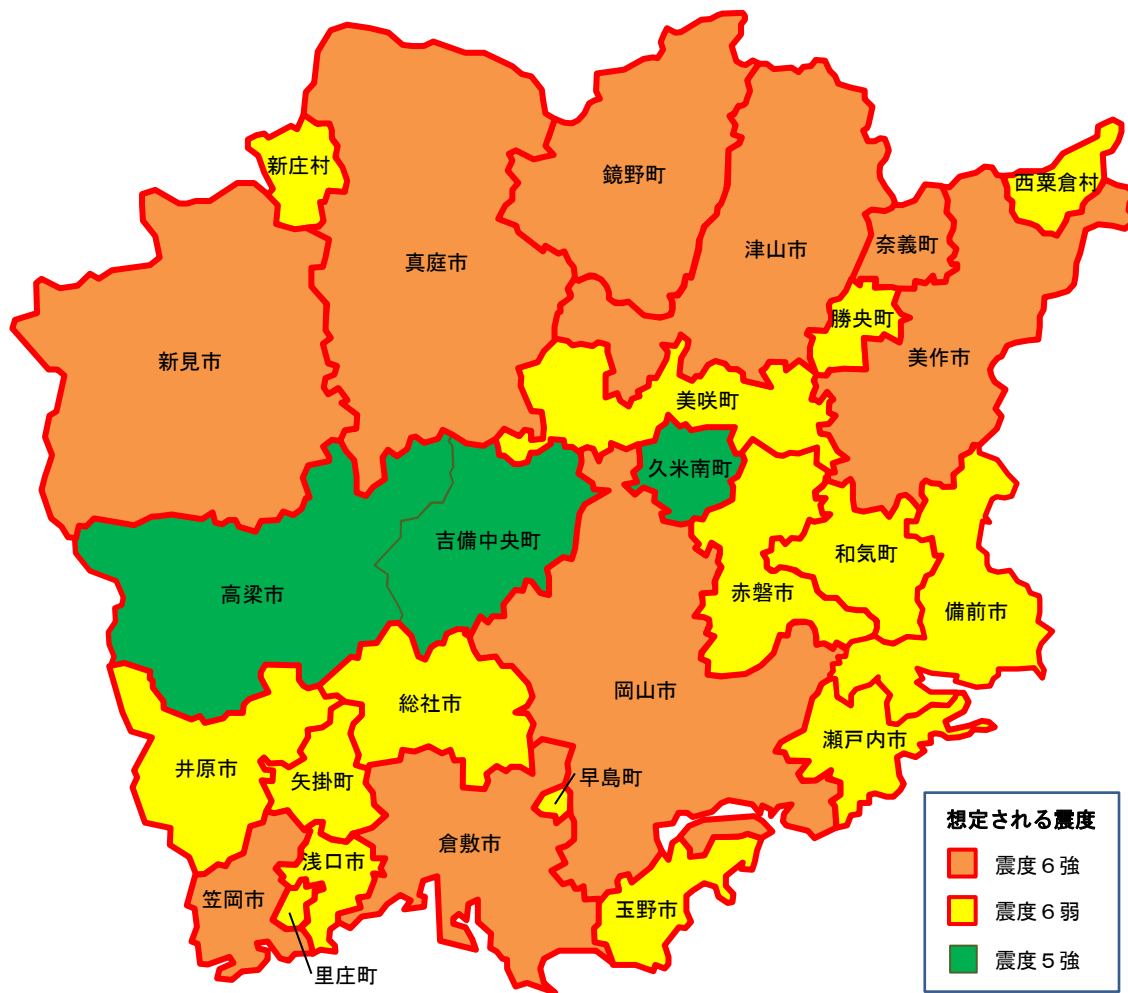 新庄村
鏡野町
西粟倉村
真庭市
津山市
奈義町
勝央町
新見市
美作市
美咲町
久米南町
吉備中央町
和気町
高梁市
赤磐市
備前市
岡山市
総社市
瀬戸内市
井原市
矢掛町
早島町
倉敷市
浅口市
笠岡市
玉野市
里庄町
想定される震度
震度６強
震度６弱
震度５強